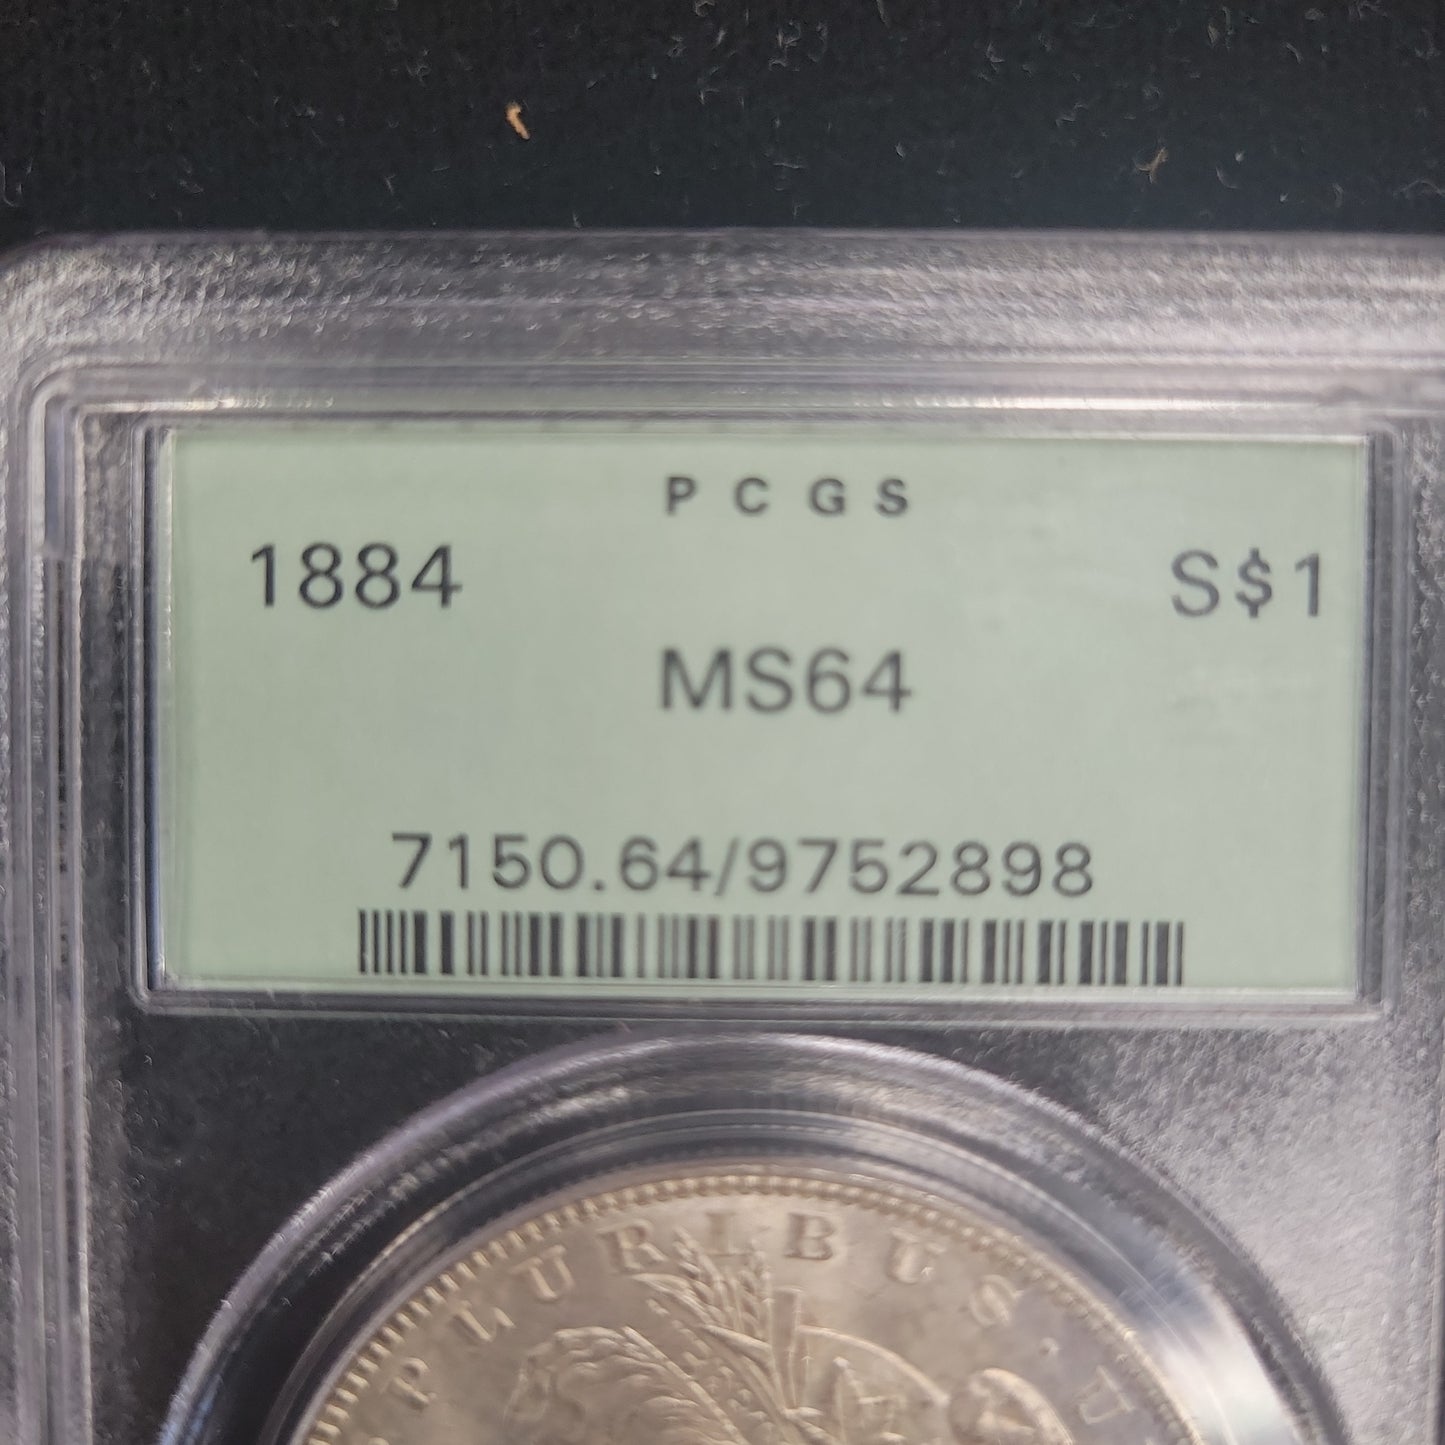 PCGS
1884 S$1
MS64
7150.64/9752898
PLURIBUS · U